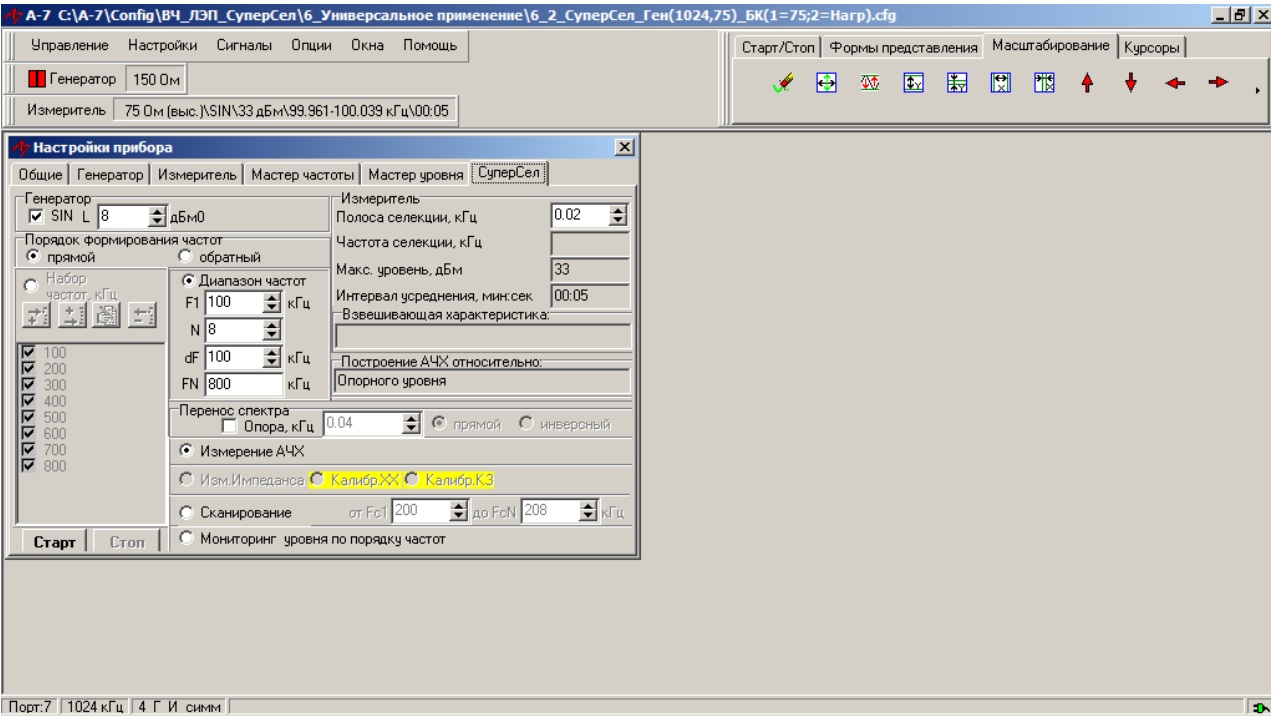 А-7 C:\A-7\Config\ВЧ_ЛЭП_СуперСел\6_Универсальное применение\6_2_СуперСел_Ген(1024,75)_БК(1=75;2=Нагр).cfg
Управление Настройки Сигналы Опции Окна Помощь
Генератор 150 Ом
Измеритель 75 Ом (выс.)\SIN\33 дБм\99.961-100.039 кГц\00:05
Старт/Стоп Формы представления Масштабирование Курсоры
Настройки прибора
Общие Генератор Измеритель Мастер частоты Мастер уровня СуперСел
Генератор
SIN L 8 дБм0
Порядок формирования частот
прямой обратный
Набор частот, кГц
100
200
300
400
500
600
700
800
Старт Стоп
Диапазон частот
F1 100 кГц
N 8
dF 100 кГц
FN 800 кГц
Измеритель
Полоса селекции, кГц 0.02
Частота селекции, кГц
Макс. уровень, дБм 33
Интервал усреднения, мин:сек 00:05
Взвешивающая характеристика:
Построение АЧХ относительно:
Опорного уровня
Перенос спектра
Опора, кГц 0.04 прямой инверсный
Измерение АЧХ
Изм.Импеданса Калибр.ХХ Калибр.КЗ
Сканирование от Fc1 200 до FcN 208 кГц
Мониторинг уровня по порядку частот
Порт:7 1024 кГц 4 Г И симм